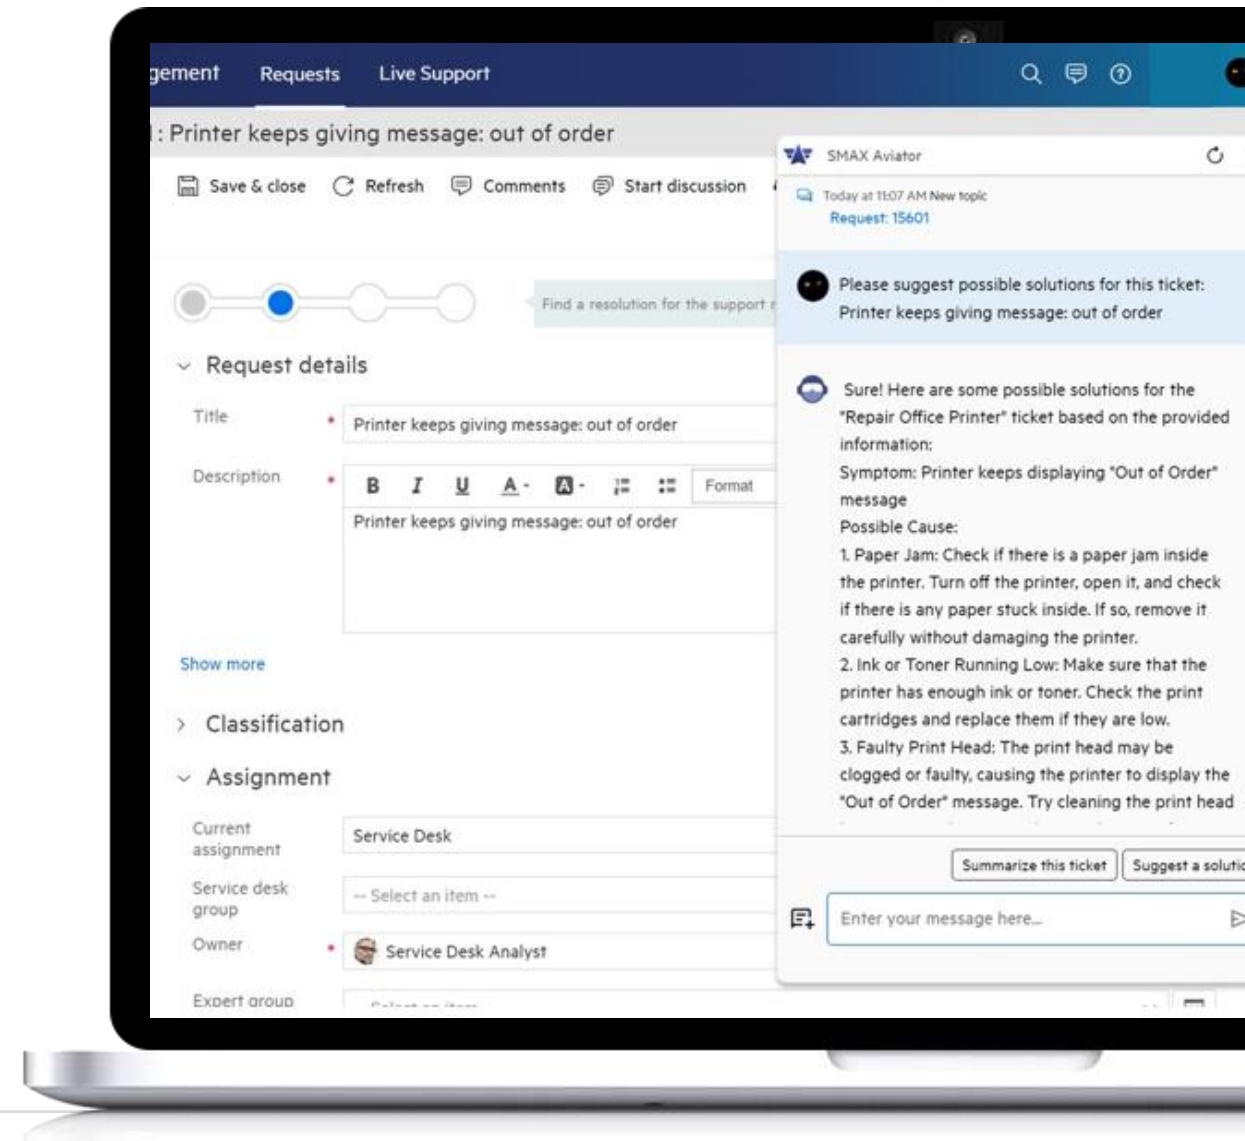 gement Requests Live Support
: Printer keeps giving message: out of order
Save & close Refresh Comments Start discussion
Find a resolution for the support r
Request details
Title * Printer keeps giving message: out of order
Description *
B I U A A Format
Printer keeps giving message: out of order
Show more
Classification
Assignment
Current
assignment
Service Desk
Service desk
group
-- Select an item --
Owner * Service Desk Analyst
Expert group
SMAX Aviator
Today at 11:07 AM New topic
Request: 15601
Please suggest possible solutions for this ticket:
Printer keeps giving message: out of order
Sure! Here are some possible solutions for the
"Repair Office Printer" ticket based on the provided
information:
Symptom: Printer keeps displaying "Out of Order"
message
Possible Cause:
1. Paper Jam: Check if there is a paper jam inside
the printer. Turn off the printer, open it, and check
if there is any paper stuck inside. If so, remove it
carefully without damaging the printer.
2. Ink or Toner Running Low: Make sure that the
printer has enough ink or toner. Check the print
cartridges and replace them if they are low.
3. Faulty Print Head: The print head may be
clogged or faulty, causing the printer to display the
"Out of Order" message. Try cleaning the print head
Summarize this ticket Suggest a solutio
Enter your message here...